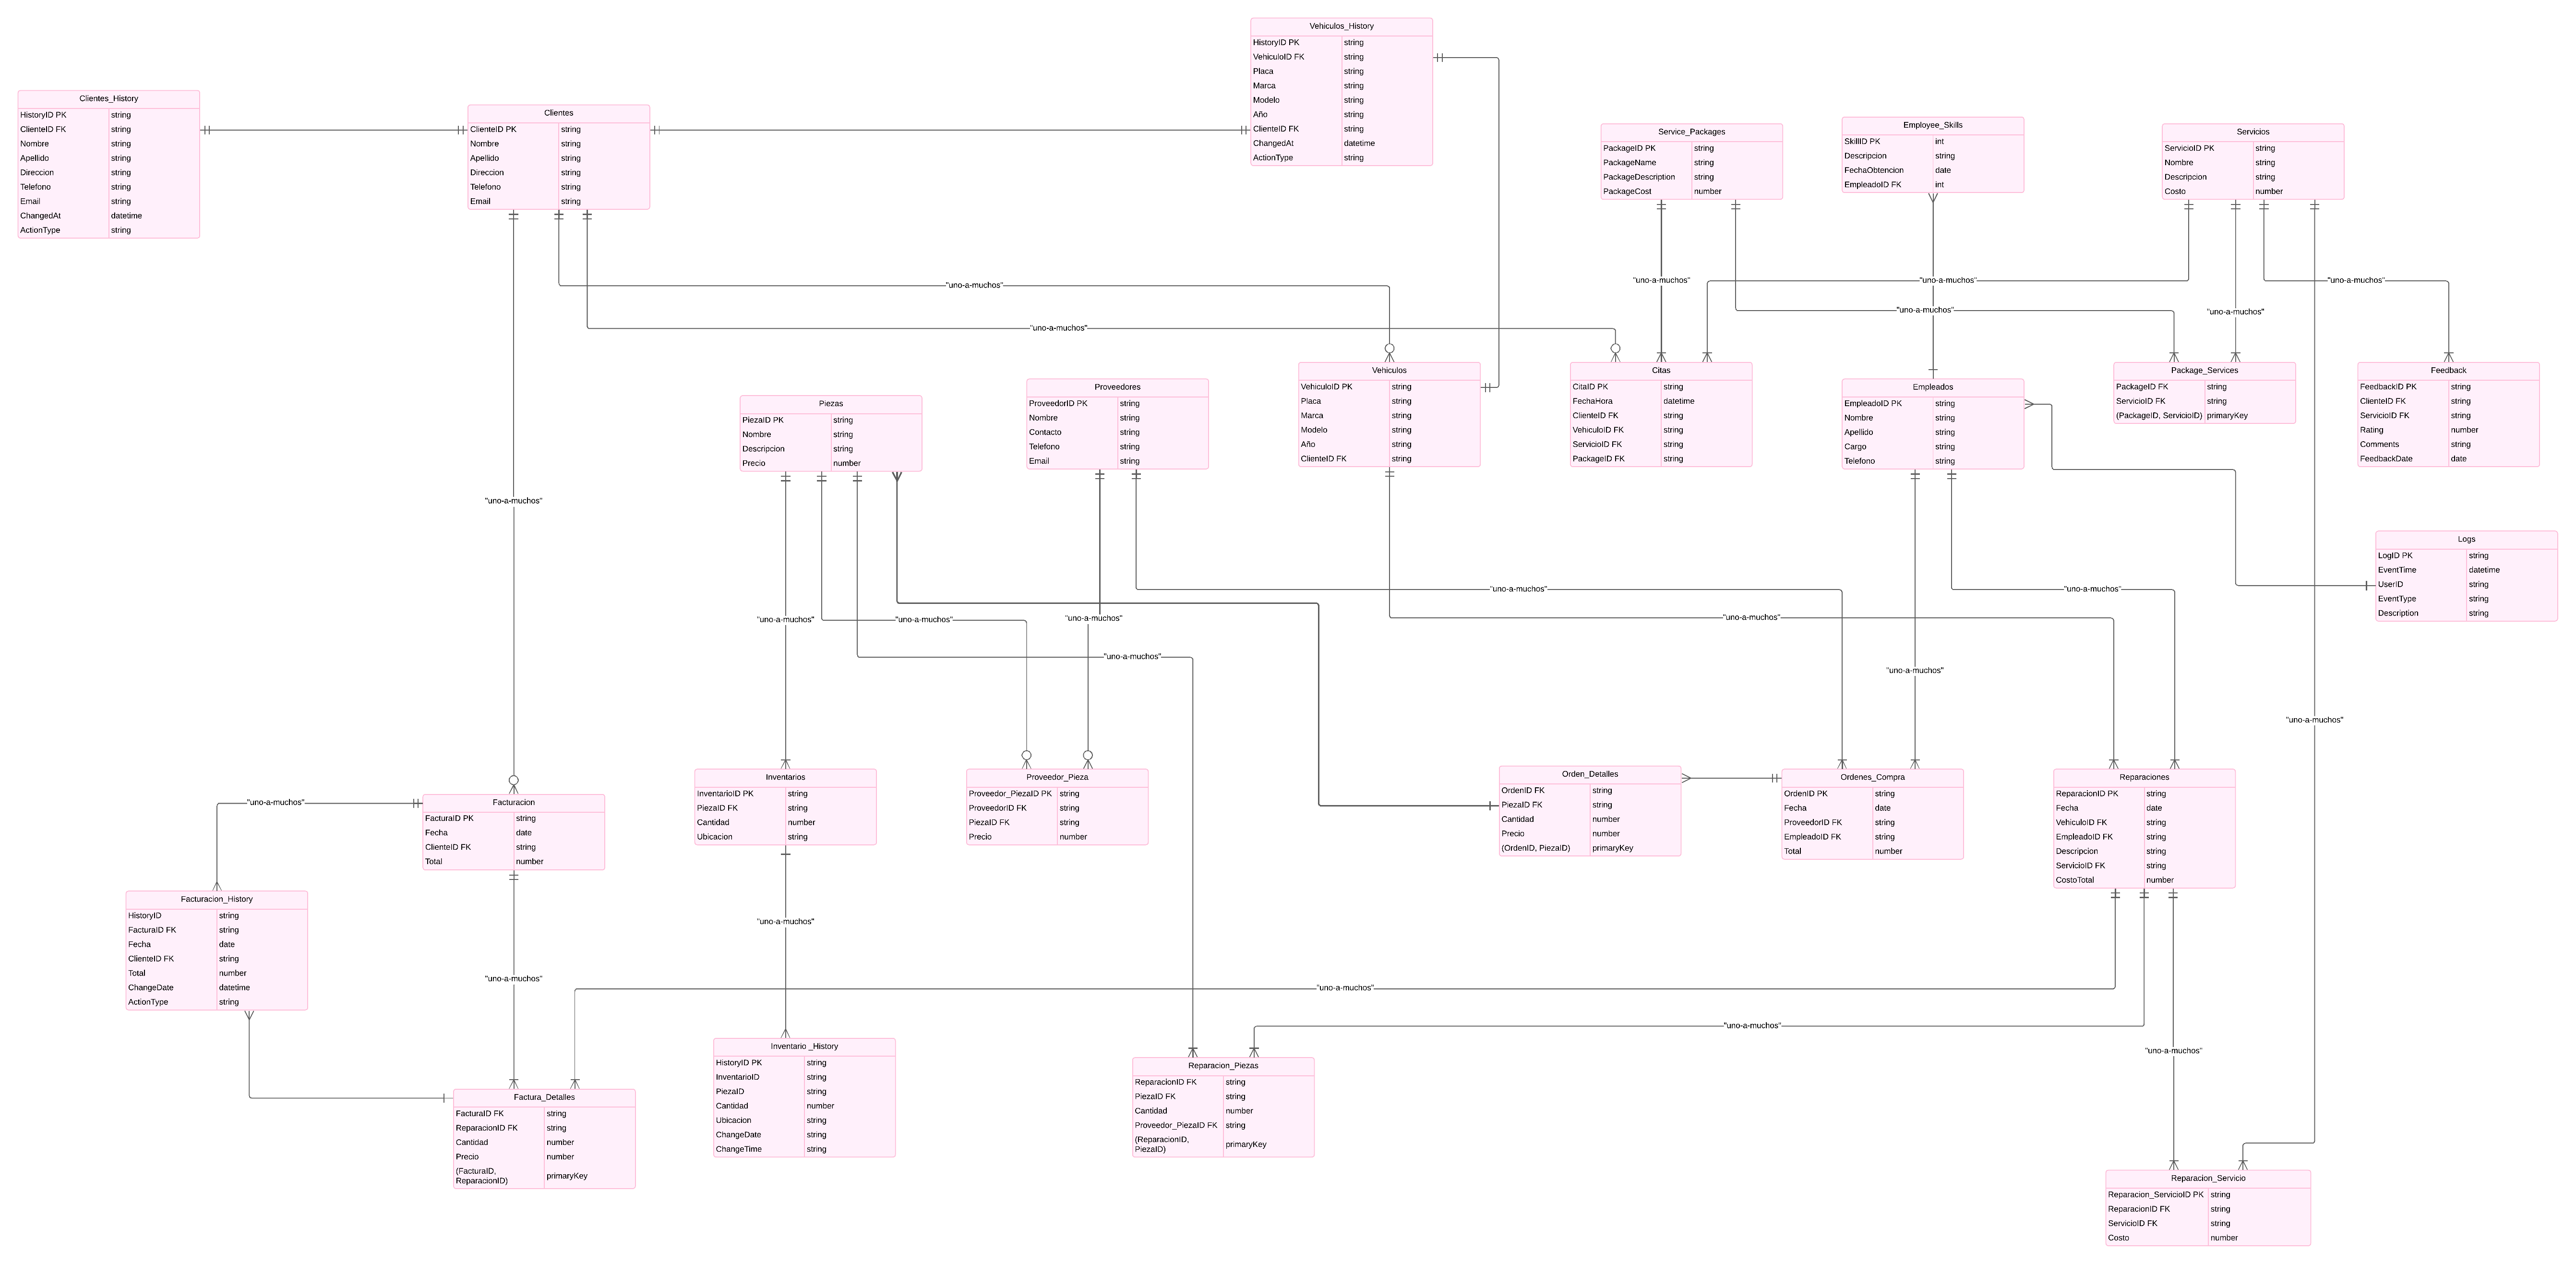 Vehiculos_History
HistoryID PK string
VehiculoID FK string
Placa string
Marca string
Modelo string
Año string
ClienteID FK string
ChangedAt datetime
ActionType string
Clientes_History
HistoryID PK string
ClienteID FK string
Nombre string
Apellido string
Direccion string
Telefono string
Email string
ChangedAt datetime
ActionType string
Clientes
ClienteID PK string
Nombre string
Apellido string
Direccion string
Telefono string
Email string
Service_Packages
PackageID PK string
PackageName string
PackageDescription string
PackageCost number
Employee_Skills
SkillID PK int
Descripcion string
FechaObtencion date
EmpleadoID FK int
Servicios
ServicioID PK string
Nombre string
Descripcion string
Costo number
"uno-a-muchos"
"uno-a-muchos"
"uno-a-muchos"
"uno-a-muchos"
"uno-a-muchos"
"uno-a-muchos"
"uno-a-muchos"
Vehiculos
VehiculoID PK string
Placa string
Marca string
Modelo string
Año string
ClienteID FK string
Citas
CitaID PK string
FechaHora datetime
ClienteID FK string
VehiculoID FK string
ServicioID FK string
PackageID FK string
Package_Services
PackageID FK string
ServicioID FK string
(PackageID, ServicioID) primaryKey
Feedback
FeedbackID PK string
ClienteID FK string
ServicioID FK string
Rating number
Comments string
FeedbackDate date
Proveedores
ProveedorID PK string
Nombre string
Contacto string
Telefono string
Email string
Empleados
EmpleadoID PK string
Nombre string
Apellido string
Cargo string
Telefono string
Piezas
PiezaID PK string
Nombre string
Descripcion string
Precio number
"uno-a-muchos"
Logs
LogID PK string
EventTime datetime
UserID string
EventType string
Description string
"uno-a-muchos"
"uno-a-muchos"
"uno-a-muchos"
"uno-a-muchos"
"uno-a-muchos"
"uno-a-muchos"
"uno-a-muchos"
"uno-a-muchos"
"uno-a-muchos"
Orden_Detalles
OrdenID FK string
PiezaID FK string
Cantidad number
Precio number
(OrdenID, PiezaID) primaryKey
Inventarios
InventarioID PK string
PiezaID FK string
Cantidad number
Ubicacion string
Proveedor_Pieza
Proveedor_PiezaID PK string
ProveedorID FK string
PiezaID FK string
Precio number
Ordenes_Compra
OrdenID PK string
Fecha date
ProveedorID FK string
EmpleadoID FK string
Total number
Reparaciones
ReparacionID PK string
Fecha date
VehiculoID FK string
EmpleadoID FK string
Descripcion string
ServicioID FK string
CostoTotal number
"uno-a-muchos"
Facturacion
FacturaID PK string
Fecha date
ClienteID FK string
Total number
Facturacion_History
HistoryID string
FacturaID FK string
Fecha date
ClienteID FK string
Total number
ChangeDate datetime
ActionType string
"uno-a-muchos"
"uno-a-muchos"
"uno-a-muchos"
"uno-a-muchos"
"uno-a-muchos"
Inventario _History
HistoryID PK string
InventarioID string
PiezaID string
Cantidad number
Ubicacion string
ChangeDate string
ChangeTime string
Reparacion_Piezas
ReparacionID FK string
PiezaID FK string
Cantidad number
Proveedor_PiezaID FK string
(ReparacionID,
PiezaID) primaryKey
Factura_Detalles
FacturaID FK string
ReparacionID FK string
Cantidad number
Precio number
(FacturaID,
ReparacionID) primaryKey
Reparacion_Servicio
Reparacion_ServicioID PK string
ReparacionID FK string
ServicioID FK string
Costo number